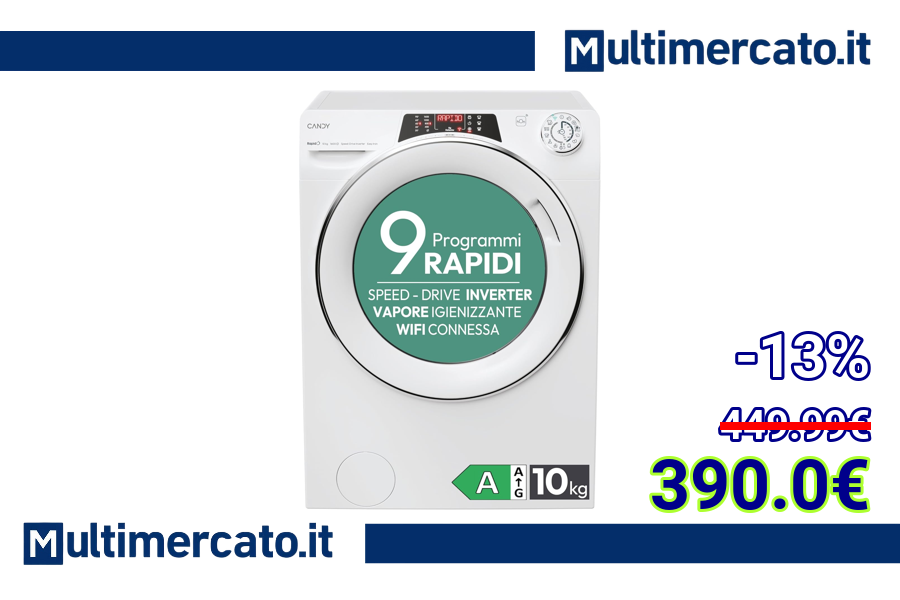 Multimercato.it
CANDY
RAPIDO
9 Programmi
RAPIDI
SPEED - DRIVE INVERTER
VAPORE IGIENIZZANTE
WIFI CONNESSA
-13%
449.99€
390.0€
A
A
G
10kg
Multimercato.it